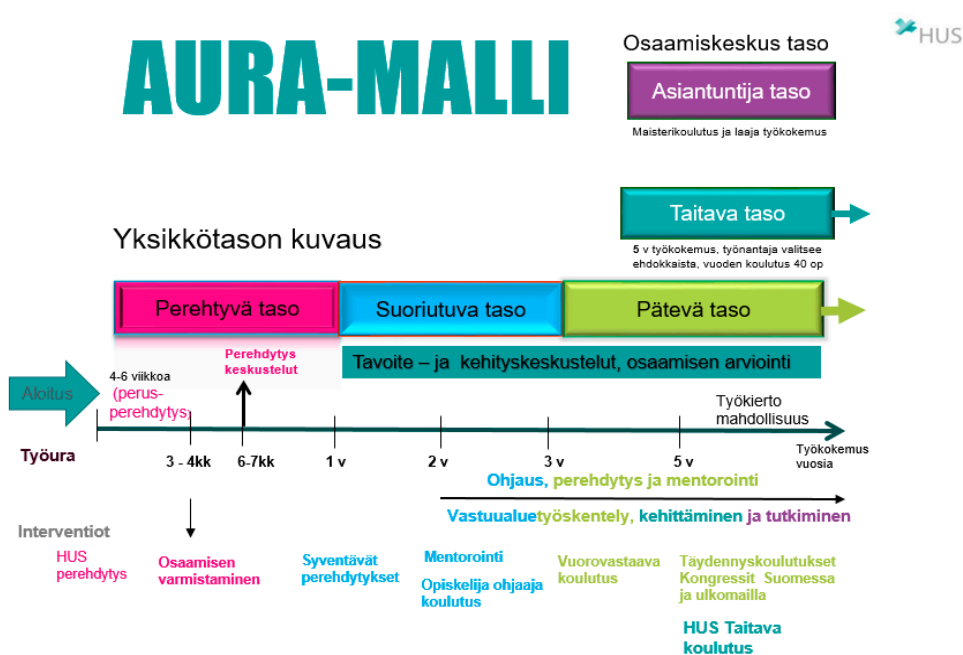 AURA-MALLI
HUS
Osaamiskeskus taso
Asiantuntija taso
Maisterikoulutus ja laaja työkokemus
Taitava taso
5 v työkokemus, työnantaja valitsee
ehdokkaista, vuoden koulutus 40 op
Yksikkötason kuvaus
Perehtyvä taso
Suoriutuva taso
Pätevä taso
Tavoite – ja kehityskeskustelut, osaamisen arviointi
Perehdytys
keskustelut
Aloitus
4-6 viikkoa
(perus-
perehdytys)
Työkierto
mahdollisuus
Työura
3 - 4kk
6-7kk
1 v
2 v
3 v
5 v
Työkokemus
vuosia
Ohjaus, perehdytys ja mentorointi
Vastuualuetyöskentely, kehittäminen ja tutkiminen
Interventiot
HUS
perehdytys
Osaamisen
varmistaminen
Syventävät
perehdytykset
Mentorointi
Opiskelija ohjaaja
koulutus
Vuorovastaava
koulutus
Täydennyskoulutukset
Kongressit Suomessa
ja ulkomailla
HUS Taitava
koulutus